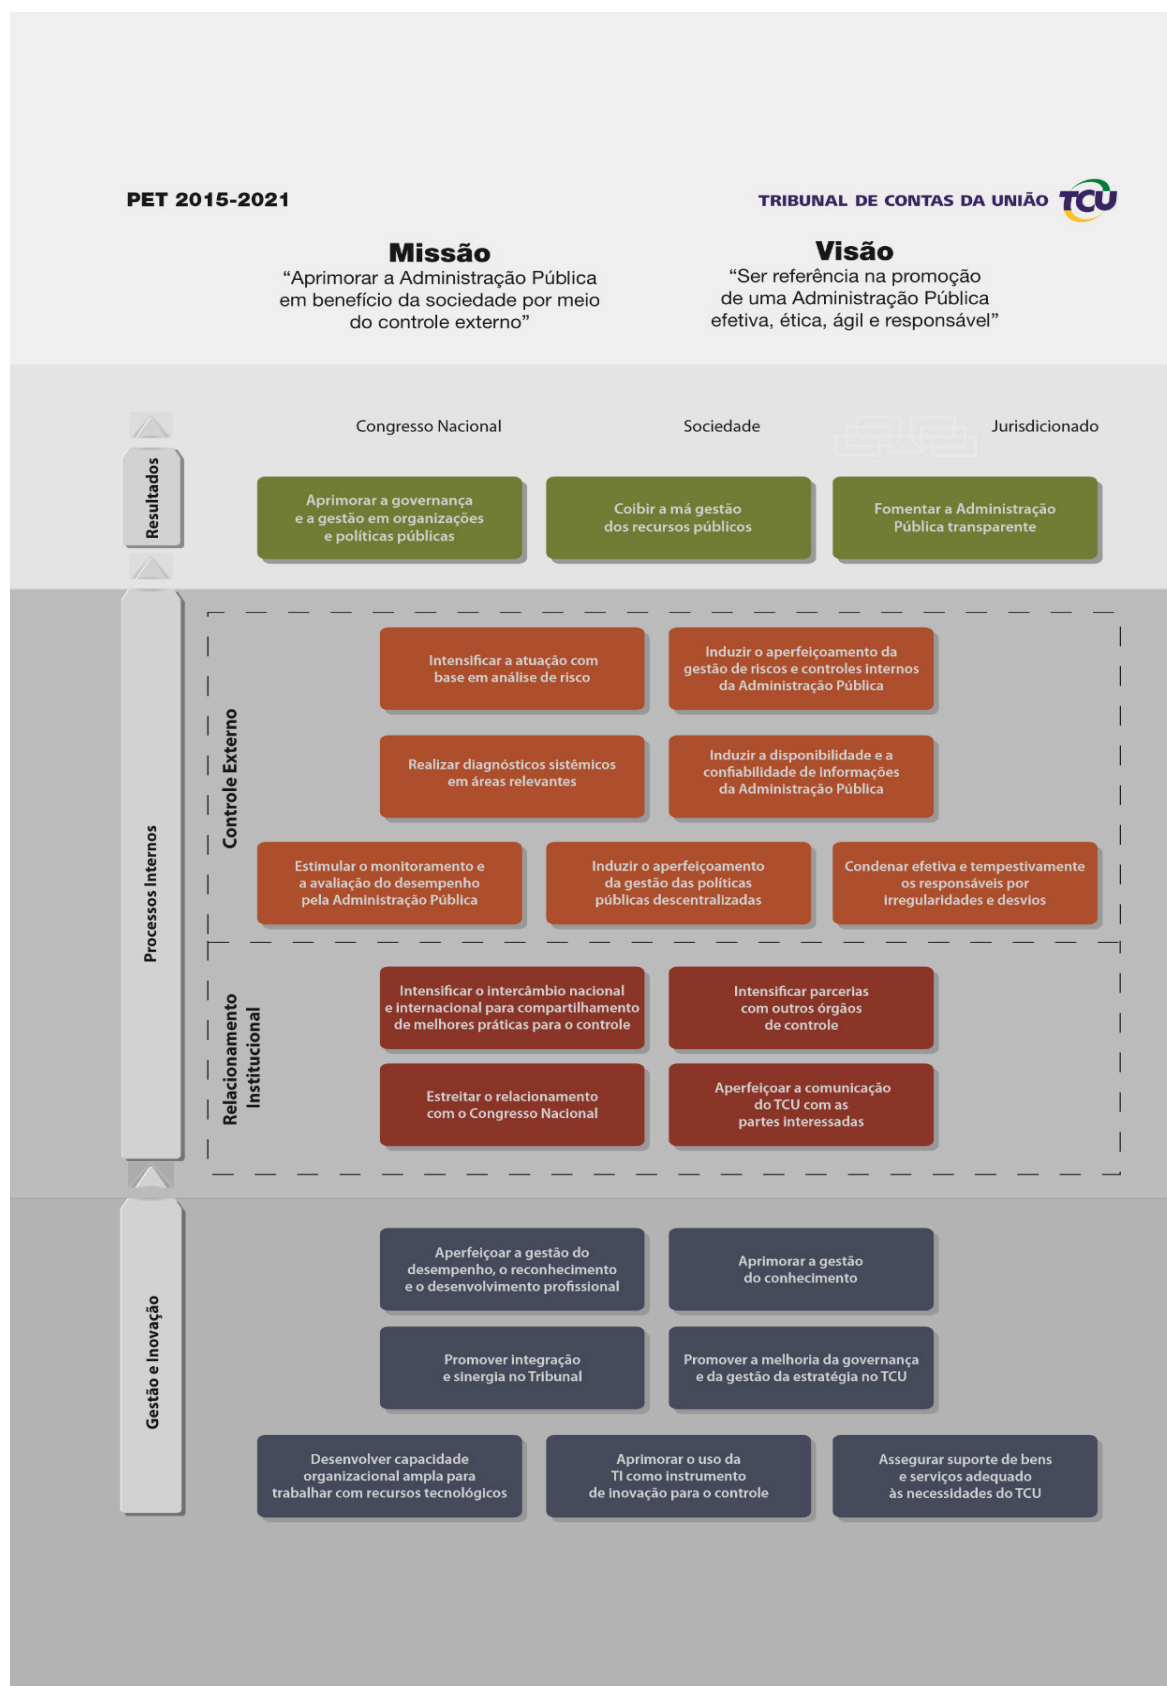 PET 2015-2021
TRIBUNAL DE CONTAS DA UNIÃO TCU
Missão
“Aprimorar a Administração Pública
em benefício da sociedade por meio
do controle externo”
Visão
“Ser referência na promoção
de uma Administração Pública
efetiva, ética, ágil e responsável”
Congresso Nacional
Sociedade
Jurisdicionado
Resultados
Aprimorar a governança
e a gestão em organizações
e políticas públicas
Coibir a má gestão
dos recursos públicos
Fomentar a Administração
Pública transparente
Processos Internos
Controle Externo
Intensificar a atuação com
base em análise de risco
Induzir o aperfeiçoamento da
gestão de riscos e controles internos
da Administração Pública
Realizar diagnósticos sistêmicos
em áreas relevantes
Induzir a disponibilidade e a
confiabilidade de informações
da Administração Pública
Estimular o monitoramento e
a avaliação do desempenho
pela Administração Pública
Induzir o aperfeiçoamento
da gestão das políticas
públicas descentralizadas
Condenar efetiva e tempestivamente
os responsáveis por
irregularidades e desvios
Relacionamento
Institucional
Intensificar o intercâmbio nacional
e internacional para compartilhamento
de melhores práticas para o controle
Intensificar parcerias
com outros órgãos
de controle
Estreitar o relacionamento
com o Congresso Nacional
Aperfeiçoar a comunicação
do TCU com as
partes interessadas
Gestão e Inovação
Aperfeiçoar a gestão do
desempenho, o reconhecimento
e o desenvolvimento profissional
Aprimorar a gestão
do conhecimento
Promover integração
e sinergia no Tribunal
Promover a melhoria da governança
e da gestão da estratégia no TCU
Desenvolver capacidade
organizacional ampla para
trabalhar com recursos tecnológicos
Aprimorar o uso da
TI como instrumento
de inovação para o controle
Assegurar suporte de bens
e serviços adequado
às necessidades do TCU